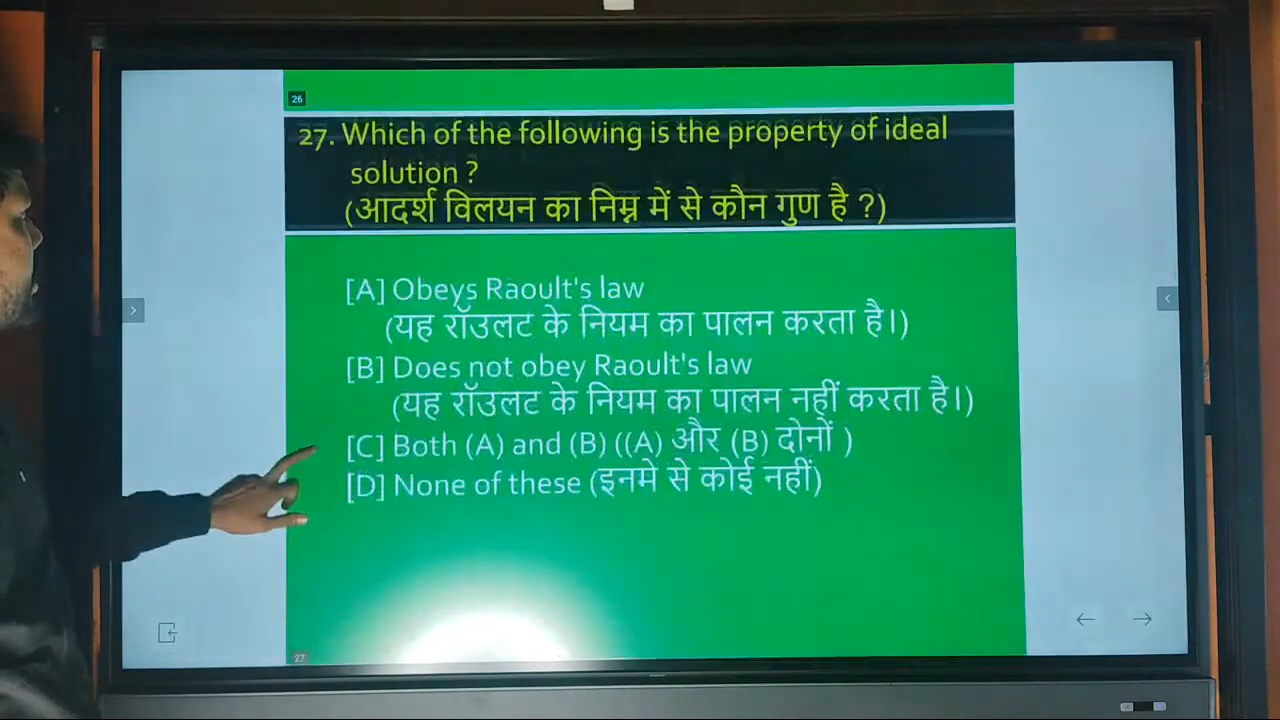 26
27. Which of the following is the property of ideal
solution ?
(आदर्श विलयन का निम्न में से कौन गुण है ?)
[A] Obeys Raoult's law
(यह रॉउलट के नियम का पालन करता है।)
[B] Does not obey Raoult's law
(यह रॉउलट के नियम का पालन नहीं करता है।)
[C] Both (A) and (B) ((A) और (B) दोनों )
[D] None of these (इनमे से कोई नहीं)
27